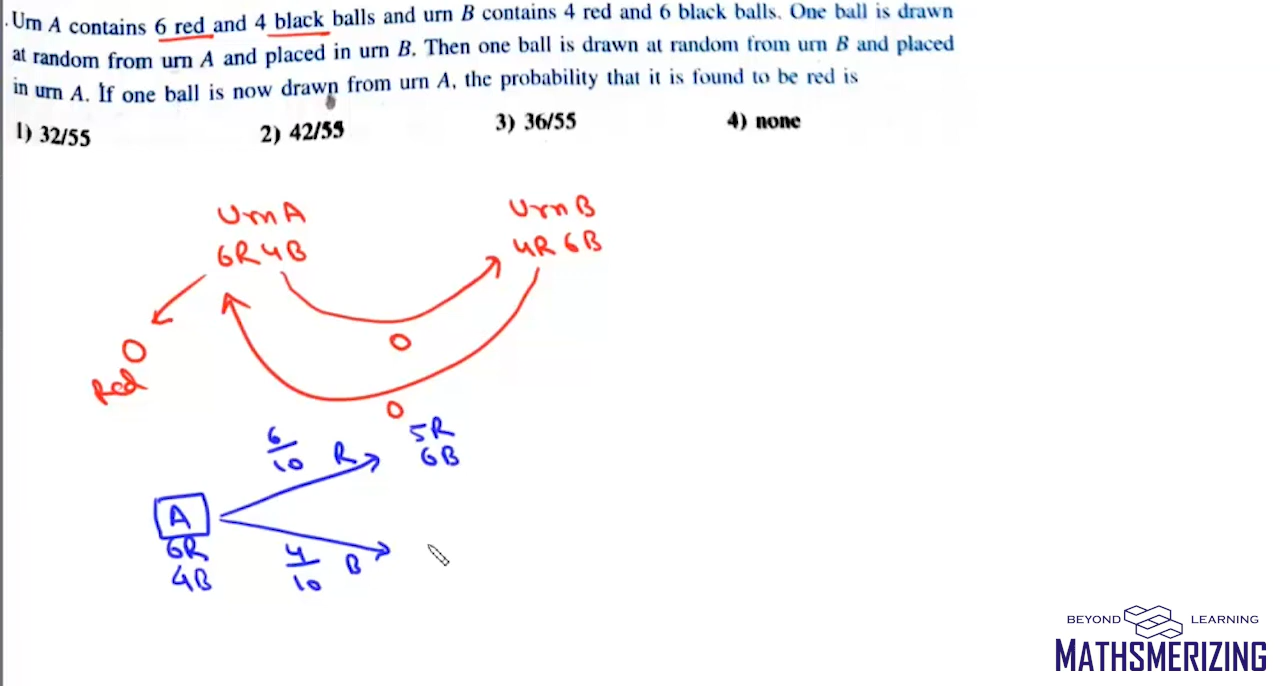 .Urn A contains 6 red and 4 black balls and urn B contains 4 red and 6 black balls. One ball is drawn
at random from urn A and placed in urn B. Then one ball is drawn at random from urn B and placed
in urn A. If one ball is now drawn from urn A, the probability that it is found to be red is
1) 32/55 2) 42/55 3) 36/55 4) none
Urn A Urn B
6R 4B 4R 6B
O O
Red
O
6/10 R 5R
6B
A
6R
4B
4/10 B
BEYOND LEARNING
MATHSMERIZING